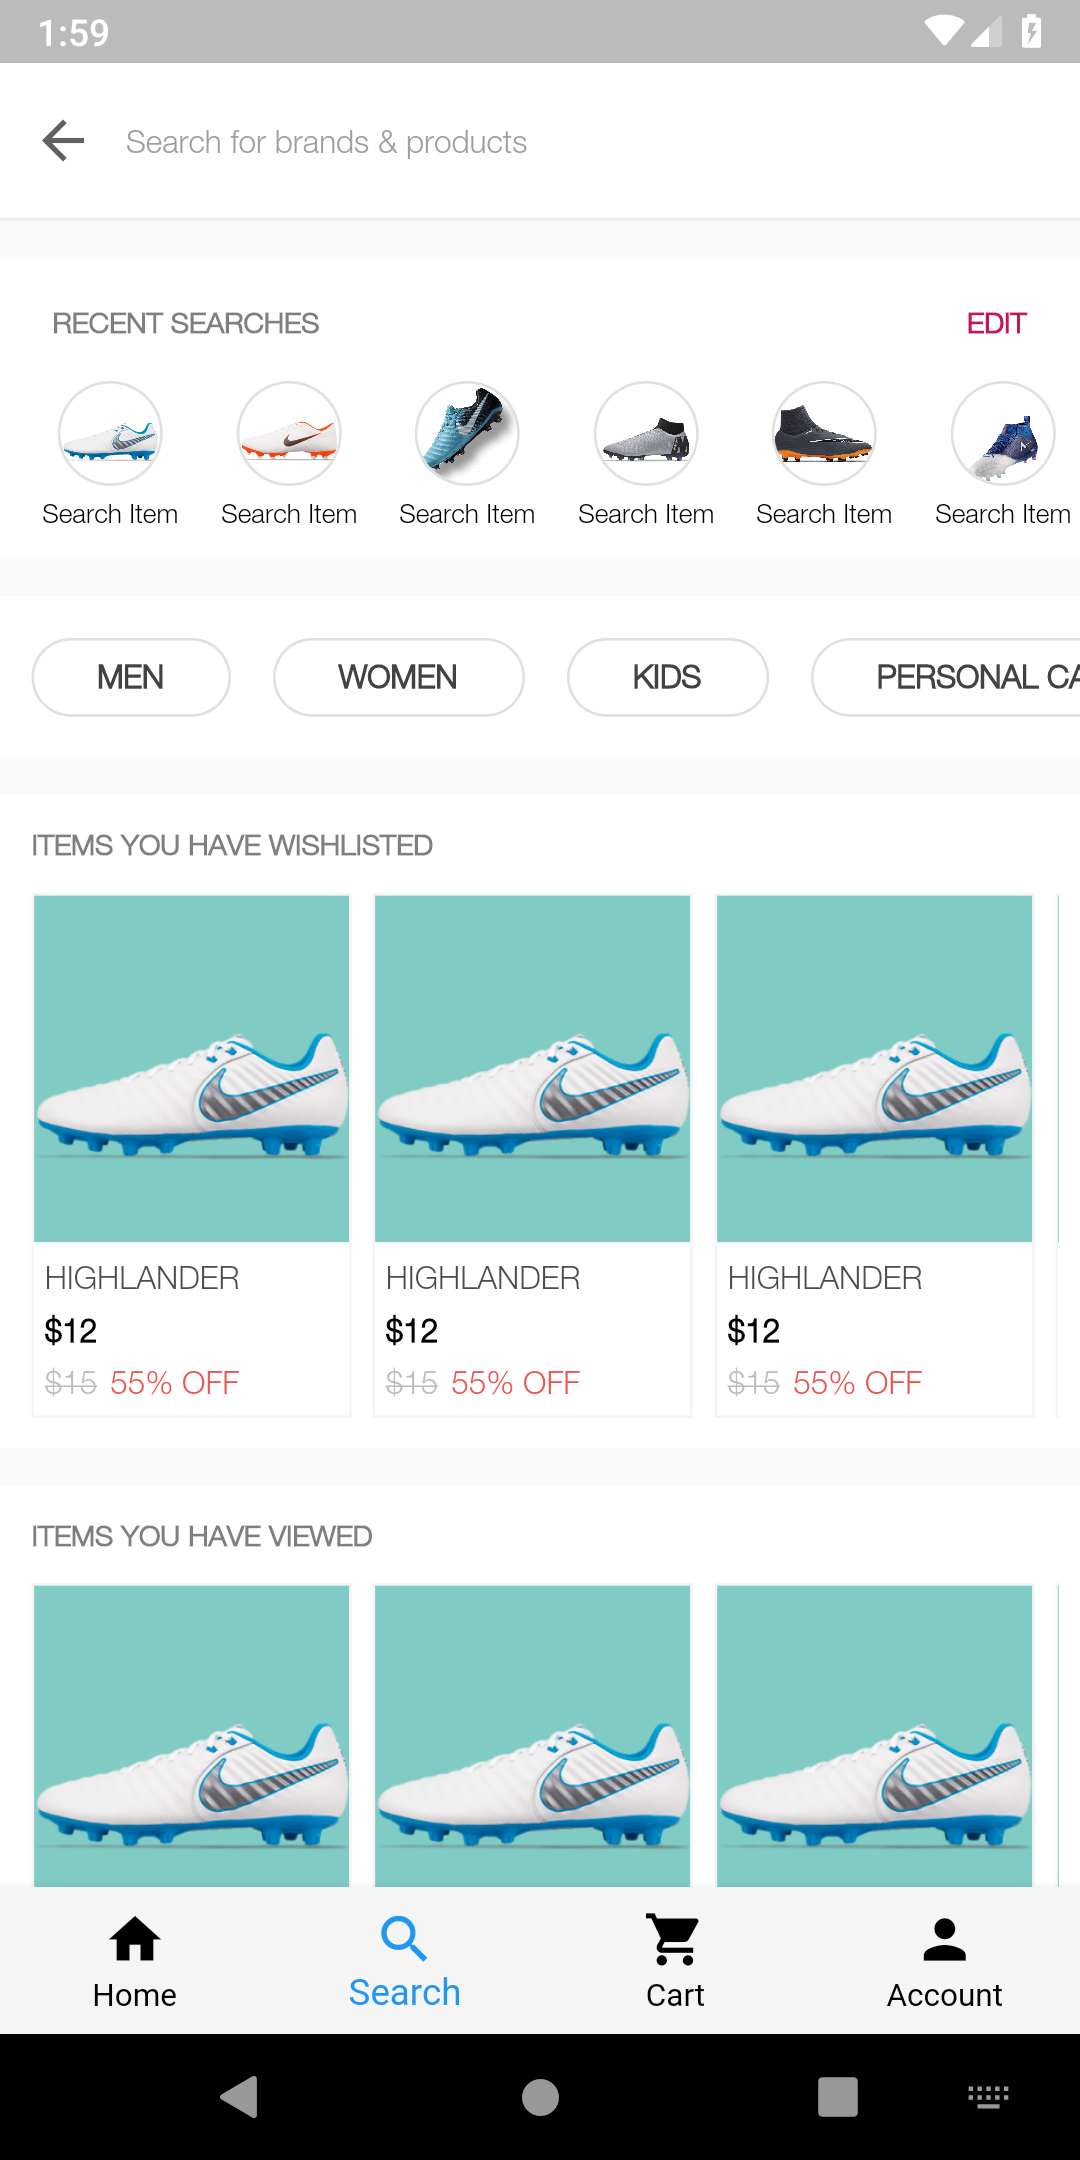 1:59
Search for brands & products
RECENT SEARCHES EDIT
Search Item Search Item Search Item Search Item Search Item Search Item
MEN WOMEN KIDS PERSONAL CA
ITEMS YOU HAVE WISHLISTED
HIGHLANDER HIGHLANDER HIGHLANDER
$12 $12 $12
$15 55% OFF $15 55% OFF $15 55% OFF
ITEMS YOU HAVE VIEWED
Home Search Cart Account